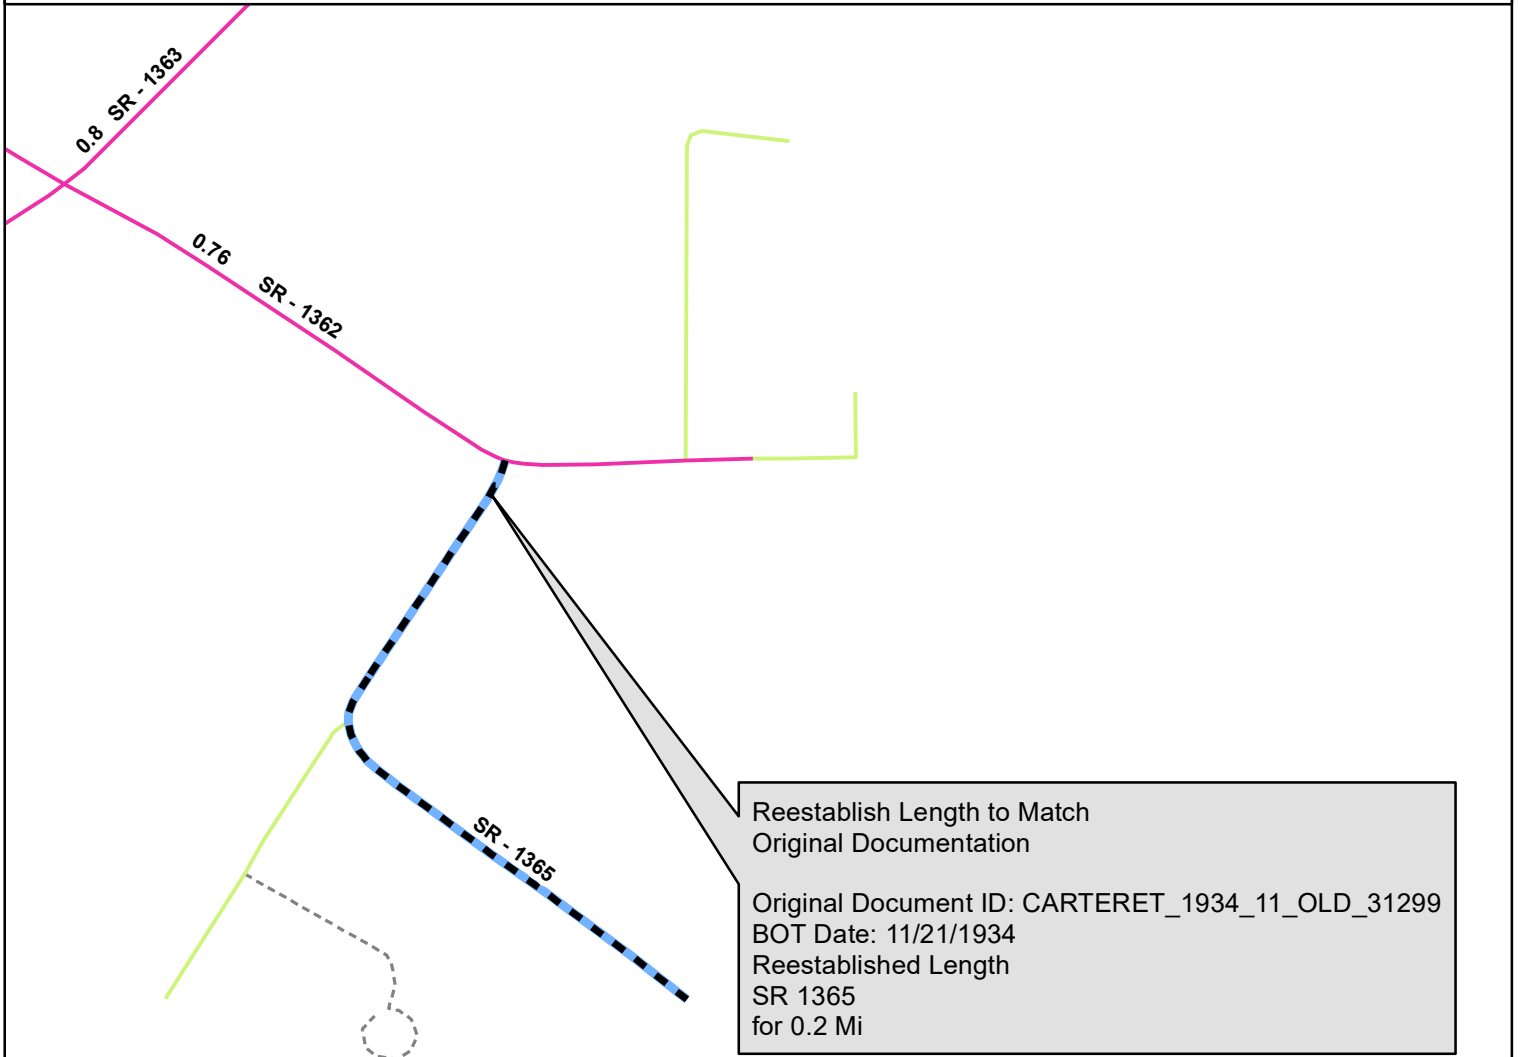 0.8 SR - 1363
0.76 SR - 1362
SR - 1365
Reestablish Length to Match
Original Documentation
Original Document ID: CARTERET_1934_11_OLD_31299
BOT Date: 11/21/1934
Reestablished Length
SR 1365
for 0.2 Mi